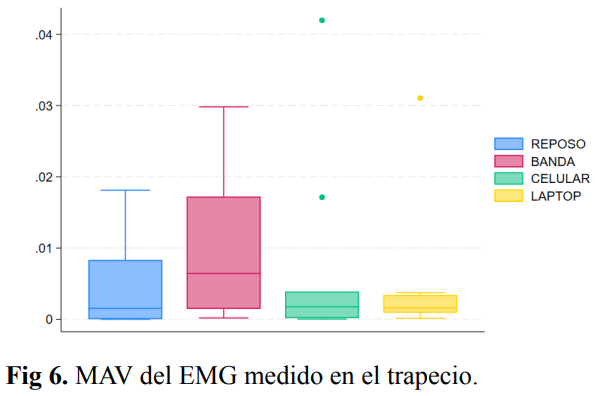 .04
.03
.02
.01
0
REPOSO
BANDA
CELULAR
LAPTOP
Fig 6. MAV del EMG medido en el trapecio.